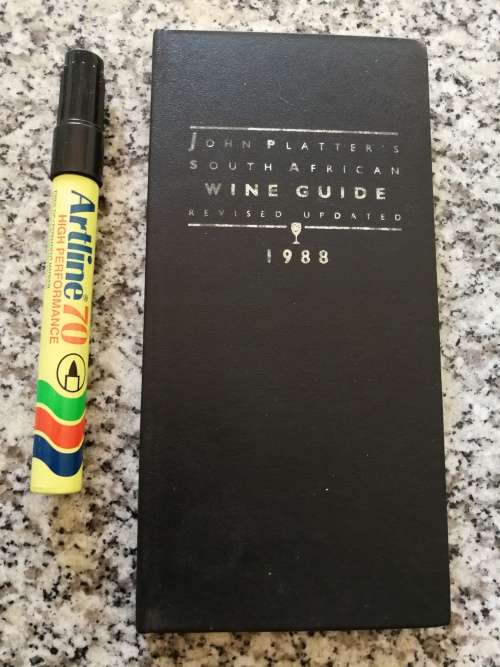 Artline® 70
HIGH PERFORMANCE
JOHN PLATTER'S
SOUTH AFRICAN
WINE GUIDE
REVISED UPDATED
1988